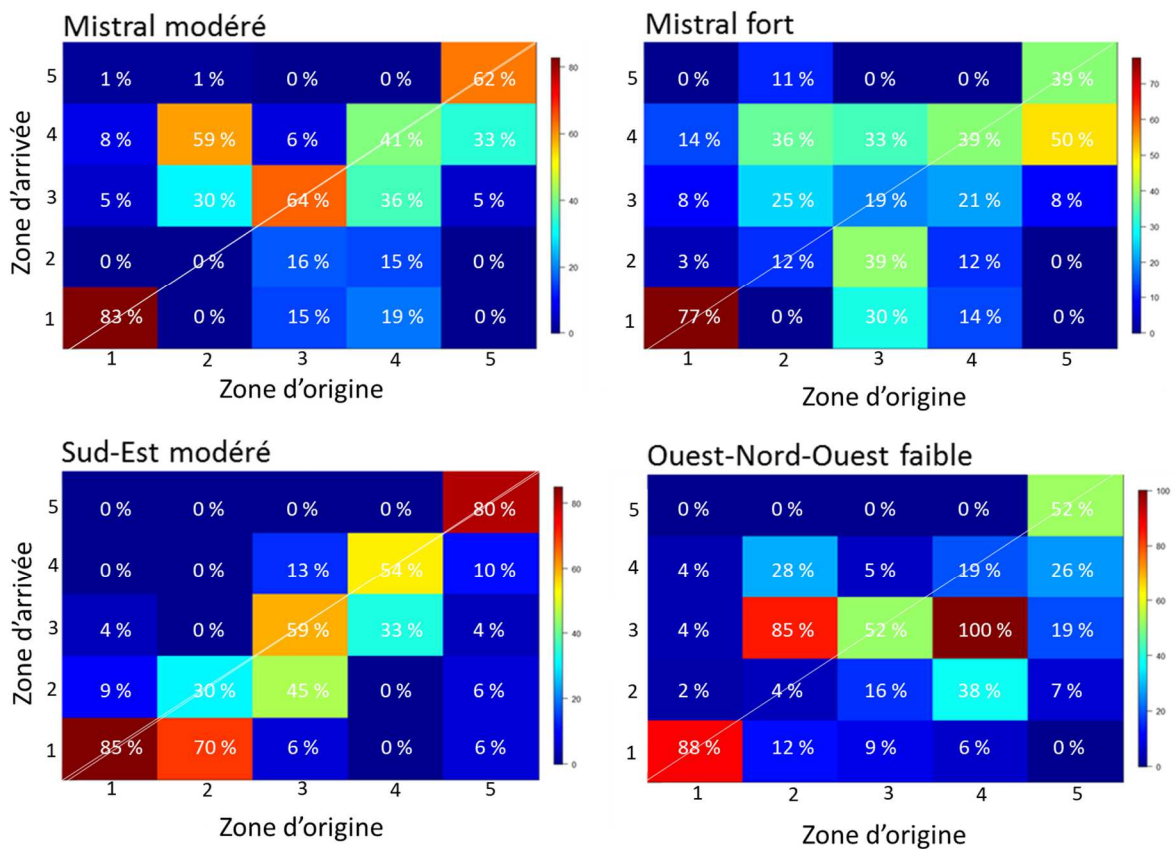 Mistral modéré
Zone d'arrivée
5 1 % 1 % 0 % 0 % 62 %
4 8 % 59 % 6 % 41 % 33 %
3 5 % 30 % 64 % 36 % 5 %
2 0 % 0 % 16 % 15 % 0 %
1 83 % 0 % 15 % 19 % 0 %
1 2 3 4 5
Zone d'origine
80
60
40
20
0
Mistral fort
5 0 % 11 % 0 % 0 % 39 %
4 14 % 36 % 33 % 39 % 50 %
3 8 % 25 % 19 % 21 % 8 %
2 3 % 12 % 39 % 12 % 0 %
1 77 % 0 % 30 % 14 % 0 %
1 2 3 4 5
Zone d'origine
70
60
50
40
30
20
10
0
Sud-Est modéré
Zone d'arrivée
5 0 % 0 % 0 % 0 % 80 %
4 0 % 0 % 13 % 54 % 10 %
3 4 % 0 % 59 % 33 % 4 %
2 9 % 30 % 45 % 0 % 6 %
1 85 % 70 % 6 % 0 % 6 %
1 2 3 4 5
Zone d'origine
80
60
40
20
0
Ouest-Nord-Ouest faible
5 0 % 0 % 0 % 0 % 52 %
4 4 % 28 % 5 % 19 % 26 %
3 4 % 85 % 52 % 100 % 19 %
2 2 % 4 % 16 % 38 % 7 %
1 88 % 12 % 9 % 6 % 0 %
1 2 3 4 5
Zone d'origine
100
80
60
40
20
0